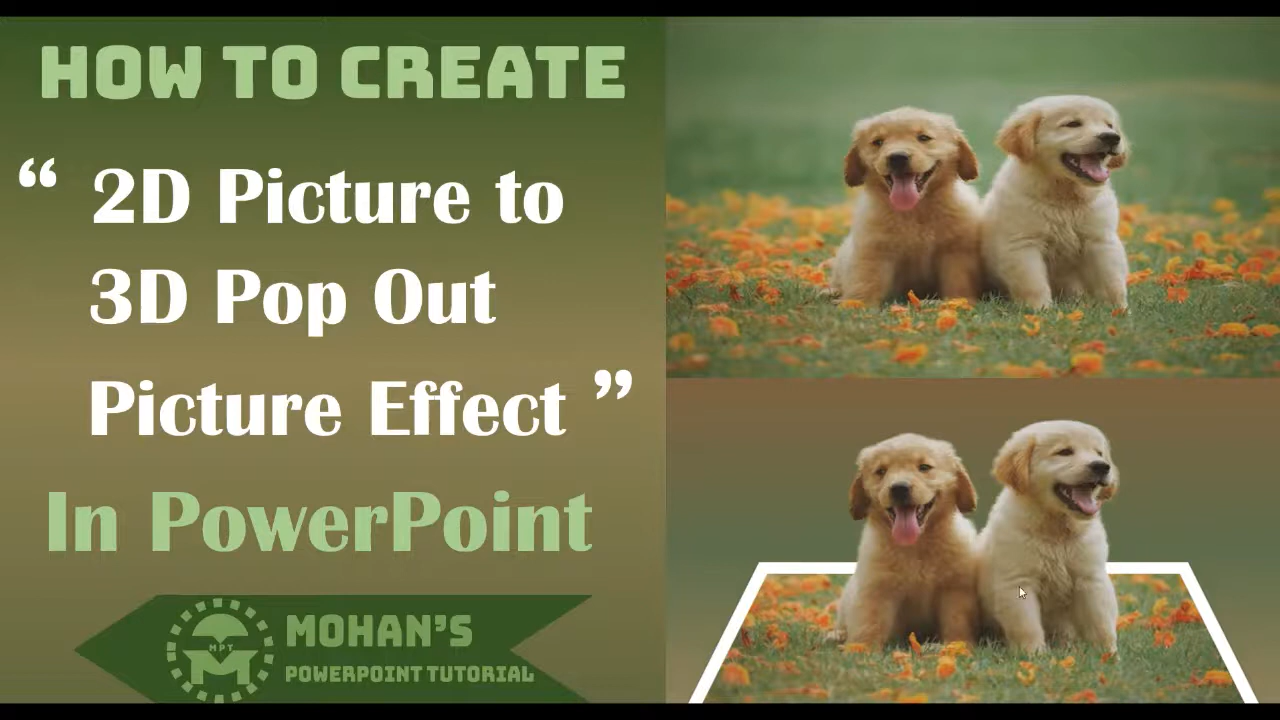 HOW TO CREATE
“ 2D Picture to
3D Pop Out
Picture Effect ”
In PowerPoint
MPT
MOHAN’S
POWERPOINT TUTORIAL